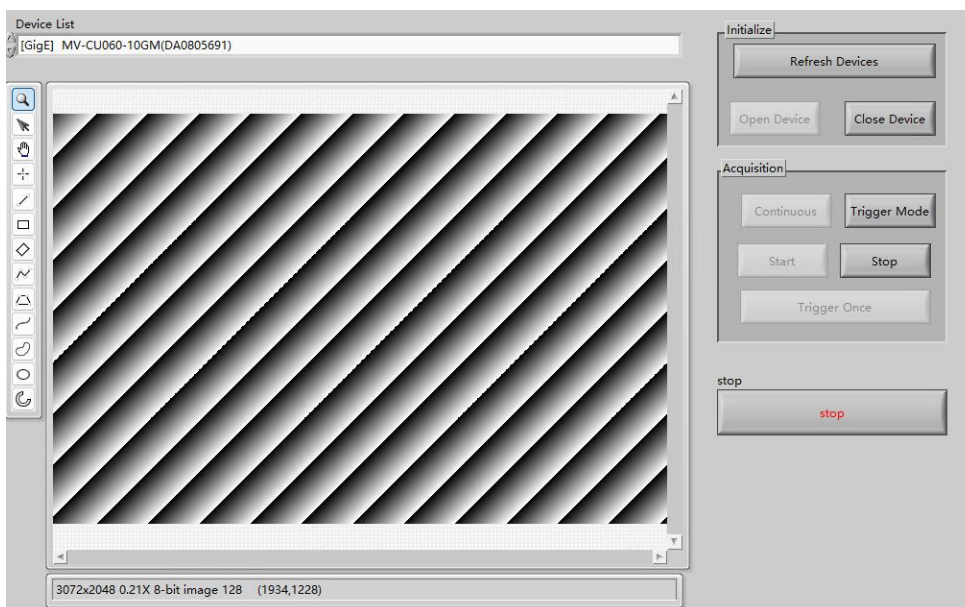 Device List
[GigE] MV-CU060-10GM(DA0805691)
Initialize
Refresh Devices
Open Device
Close Device
Acquisition
Continuous
Trigger Mode
Start
Stop
Trigger Once
stop
stop
3072x2048 0.21X 8-bit image 128 (1934,1228)